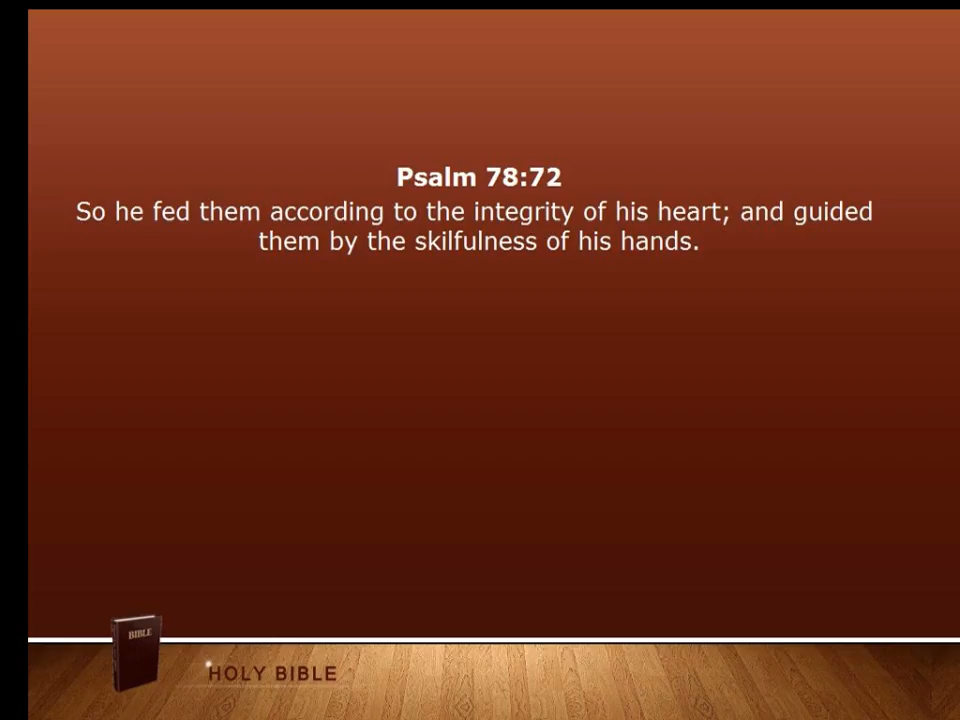 Psalm 78:72
So he fed them according to the integrity of his heart; and guided
them by the skilfulness of his hands.
BIBLE
HOLY BIBLE